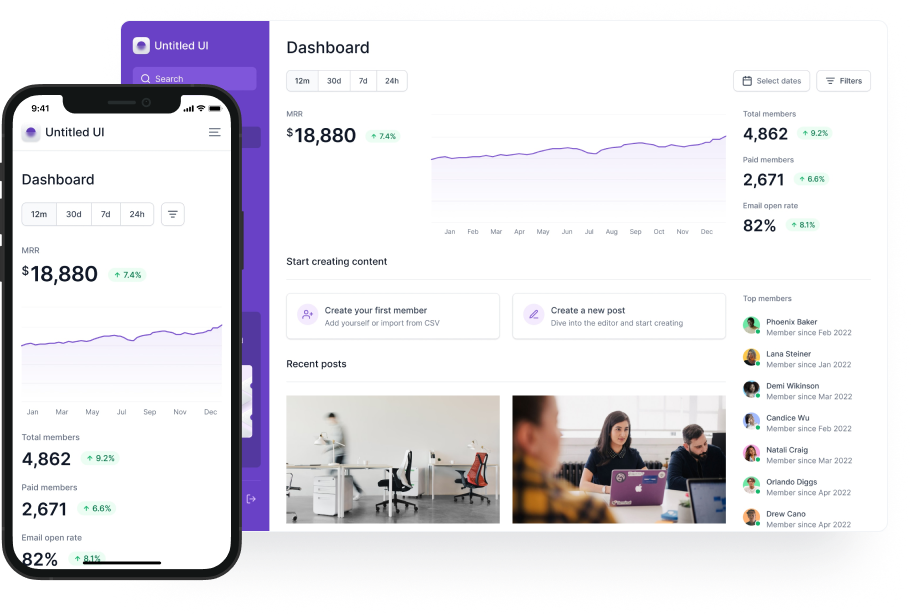 Untitled UI
Search
Dashboard
12m 30d 7d 24h
Select dates
Filters
MRR
$18,880
↑ 7.4%
Jan Feb Mar Apr May Jun Jul Aug Sep Oct Nov Dec
Total members
4,862
↑ 9.2%
Paid members
2,671
↑ 6.6%
Email open rate
82%
↑ 8.1%
Start creating content
Create your first member
Add yourself or import from CSV
Create a new post
Dive into the editor and start creating
Recent posts
Top members
Phoenix Baker
Member since Feb 2022
Lana Steiner
Member since Jan 2022
Demi Wikinson
Member since Mar 2022
Candice Wu
Member since Feb 2022
Natali Craig
Member since Mar 2022
Orlando Diggs
Member since Apr 2022
Drew Cano
Member since Apr 2022
9:41
Untitled UI
Dashboard
12m 30d 7d 24h
MRR
$18,880
↑ 7.4%
Jan Mar May Jul Sep Nov Dec
Total members
4,862
↑ 9.2%
Paid members
2,671
↑ 6.6%
Email open rate
82%
↑ 8.1%